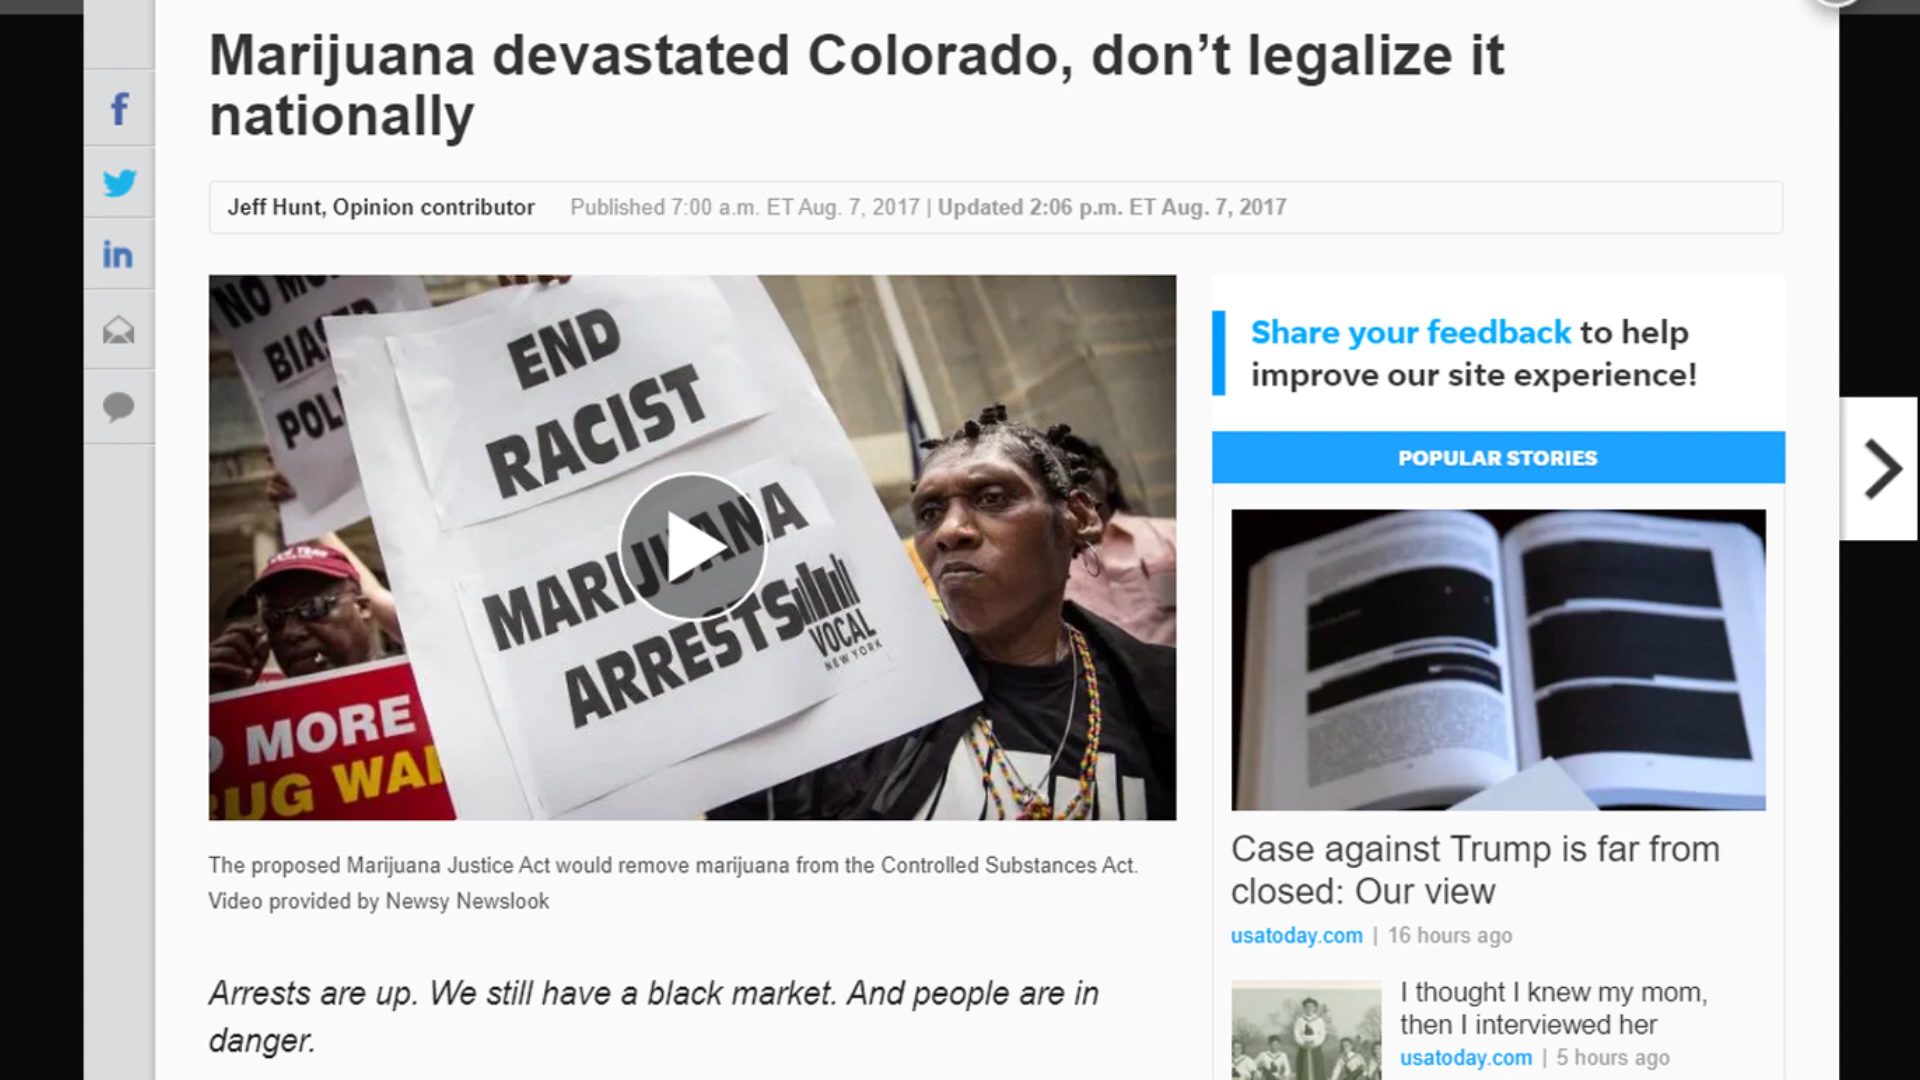 Marijuana devastated Colorado, don’t legalize it
nationally
Jeff Hunt, Opinion contributor
Published 7:00 a.m. ET Aug. 7, 2017 | Updated 2:06 p.m. ET Aug. 7, 2017
NO
BIASED
END
RACIST
MARIJUANA
ARRESTS
VOCAL
NEW YORK
MORE
WAR
The proposed Marijuana Justice Act would remove marijuana from the Controlled Substances Act.
Video provided by Newsy Newslook
Arrests are up. We still have a black market. And people are in
danger.
Share your feedback to help
improve our site experience!
POPULAR STORIES
Case against Trump is far from
closed: Our view
usatoday.com | 16 hours ago
I thought I knew my mom,
then I interviewed her
usatoday.com | 5 hours ago